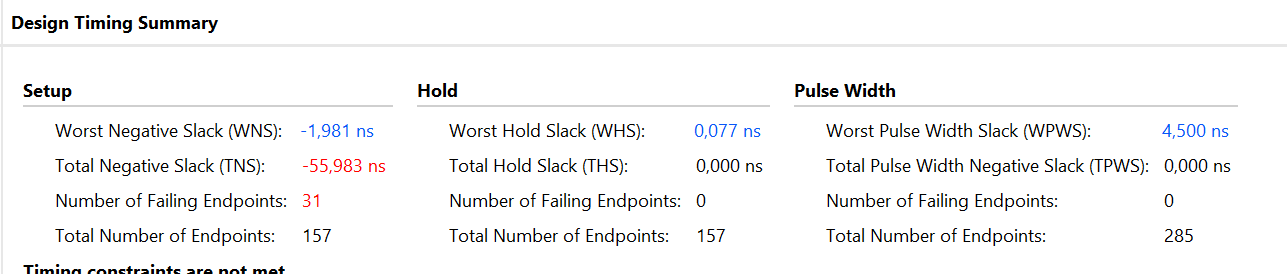 Design Timing Summary
Setup
Hold
Pulse Width
Worst Negative Slack (WNS): -1,981 ns
Worst Hold Slack (WHS): 0,077 ns
Worst Pulse Width Slack (WPWS): 4,500 ns
Total Negative Slack (TNS): -55,983 ns
Total Hold Slack (THS): 0,000 ns
Total Pulse Width Negative Slack (TPWS): 0,000 ns
Number of Failing Endpoints: 31
Number of Failing Endpoints: 0
Number of Failing Endpoints: 0
Total Number of Endpoints: 157
Total Number of Endpoints: 157
Total Number of Endpoints: 285
Timing constraints are not met